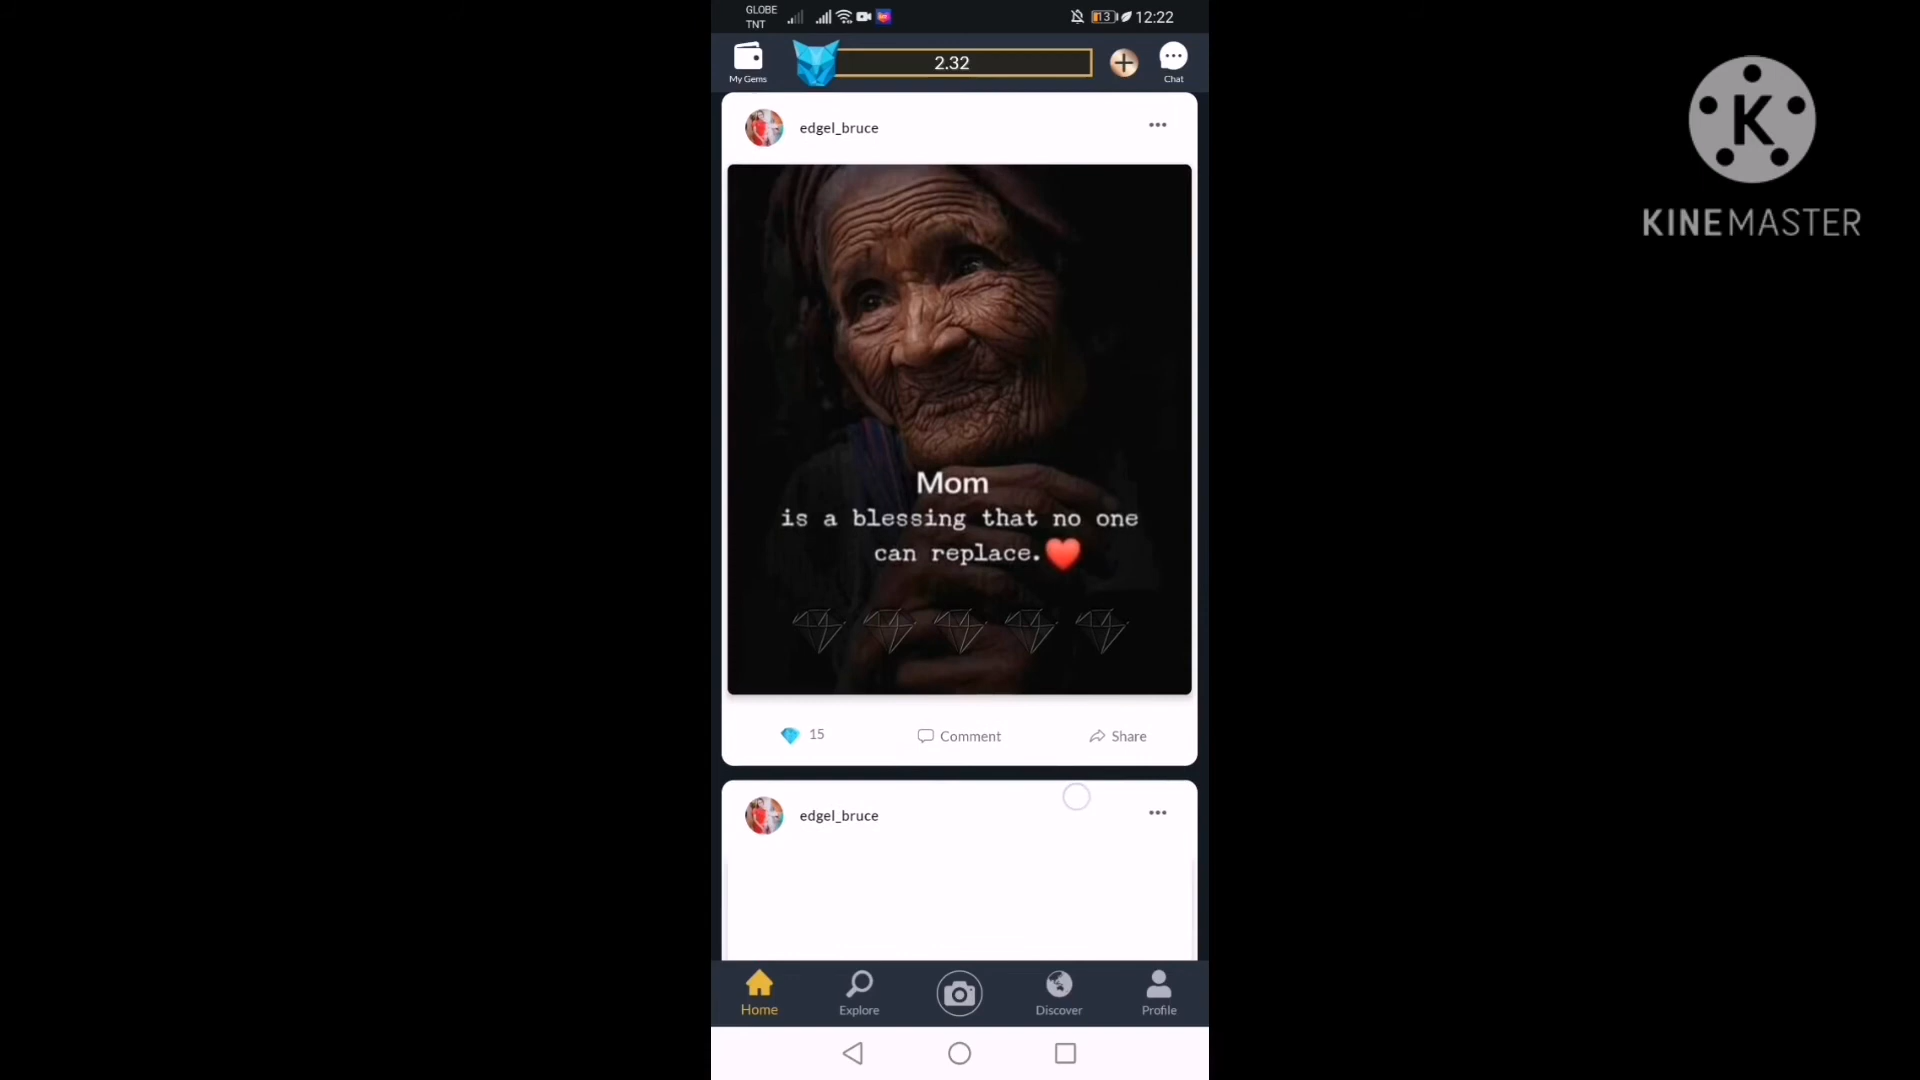 GLOBE
TNT
13
12:22
My Gems
2.32
Chat
edgel_bruce
Mom
is a blessing that no one
can replace.❤️
15
Comment
Share
edgel_bruce
Home
Explore
Discover
Profile
K
KINEMASTER